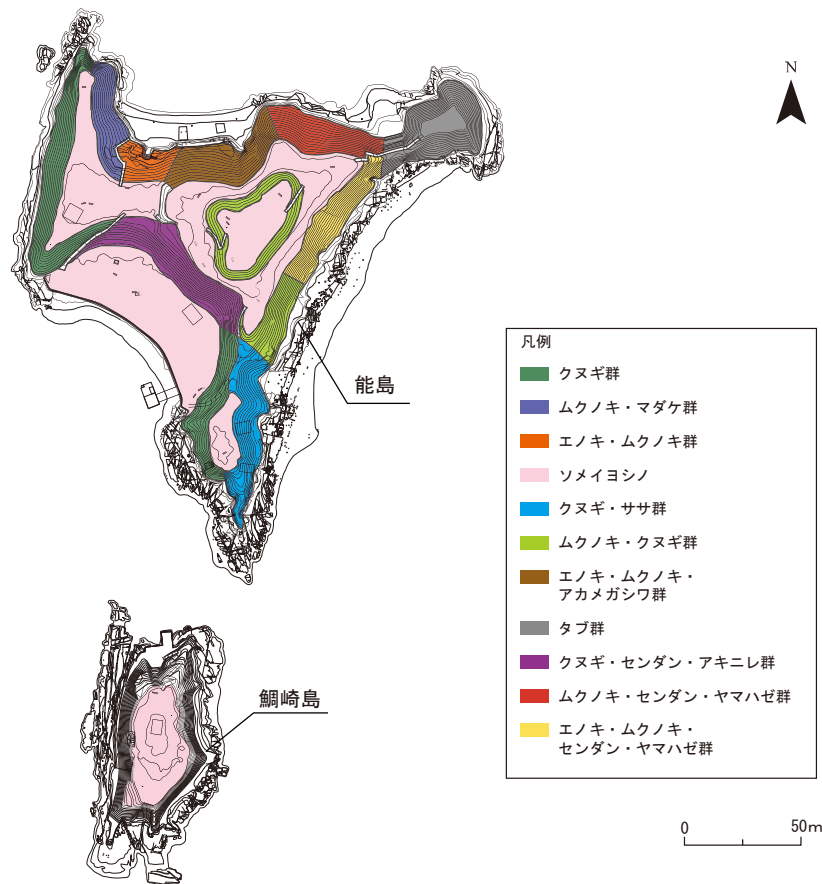 N
能島
鯛崎島
凡例
クヌギ群
ムクノキ・マダケ群
エノキ・ムクノキ群
ソメイヨシノ
クヌギ・ササ群
ムクノキ・クヌギ群
エノキ・ムクノキ・
アカメガシワ群
タブ群
クヌギ・センダン・アキニレ群
ムクノキ・センダン・ヤマハゼ群
エノキ・ムクノキ・
センダン・ヤマハゼ群
0 50m